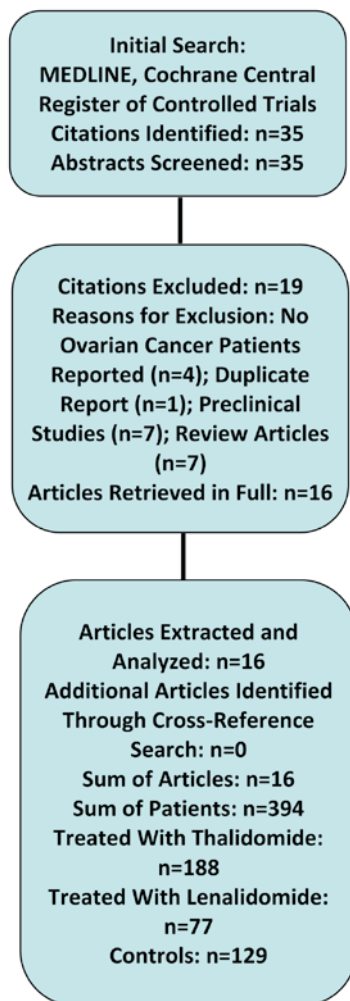 Initial Search:
MEDLINE, Cochrane Central
Register of Controlled Trials
Citations Identified: n=35
Abstracts Screened: n=35
Citations Excluded: n=19
Reasons for Exclusion: No
Ovarian Cancer Patients
Reported (n=4); Duplicate
Report (n=1); Preclinical
Studies (n=7); Review Articles
(n=7)
Articles Retrieved in Full: n=16
Articles Extracted and
Analyzed: n=16
Additional Articles Identified
Through Cross-Reference
Search: n=0
Sum of Articles: n=16
Sum of Patients: n=394
Treated With Thalidomide:
n=188
Treated With Lenalidomide:
n=77
Controls: n=129